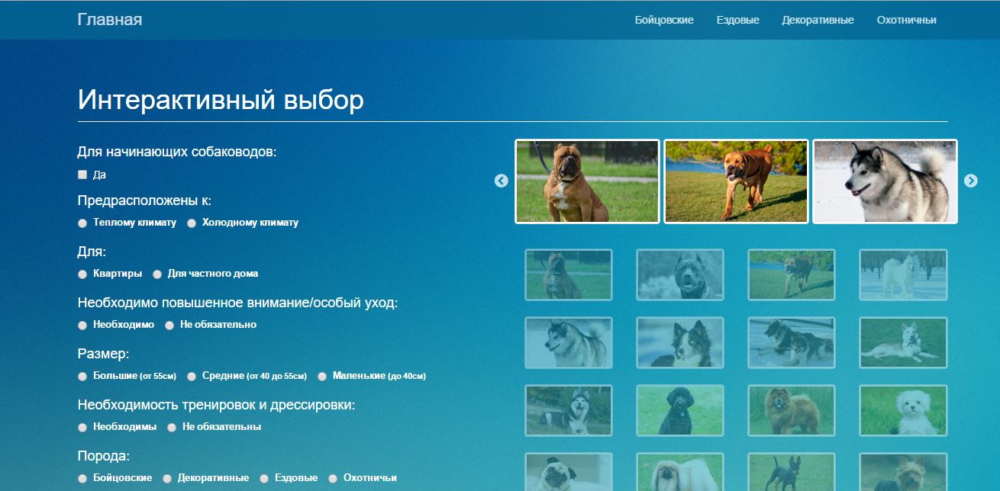 Главная Бойцовские Ездовые Декоративные Охотничьи
Интерактивный выбор
Для начинающих собаководов:
Да
Предрасположены к:
Теплому климату Холодному климату
Для:
Квартиры Для частного дома
Необходимо повышенное внимание/особый уход:
Необходимо Не обязательно
Размер:
Большие (от 55см) Средние (от 40 до 55см) Маленькие (до 40см)
Необходимость тренировок и дрессировки:
Необходимы Не обязательны
Порода:
Бойцовские Декоративные Ездовые Охотничьи